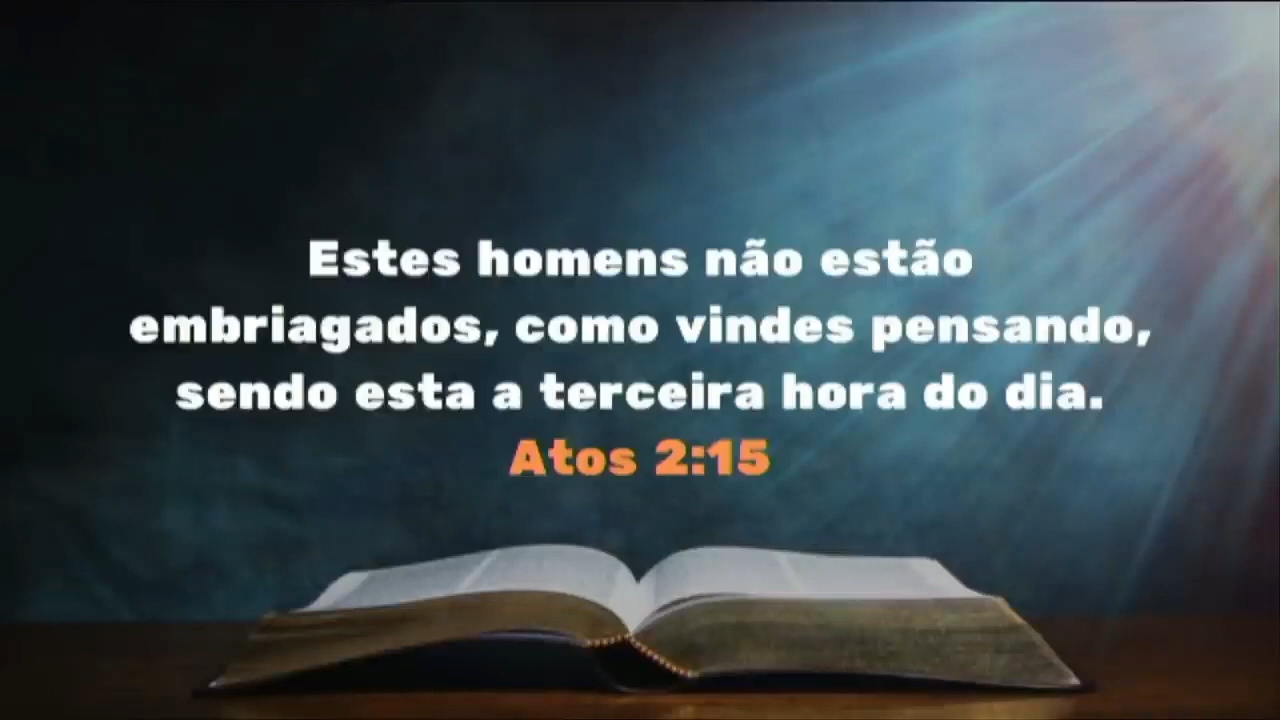 Estes homens não estão
embriagados, como vindes pensando,
sendo esta a terceira hora do dia.
Atos 2:15